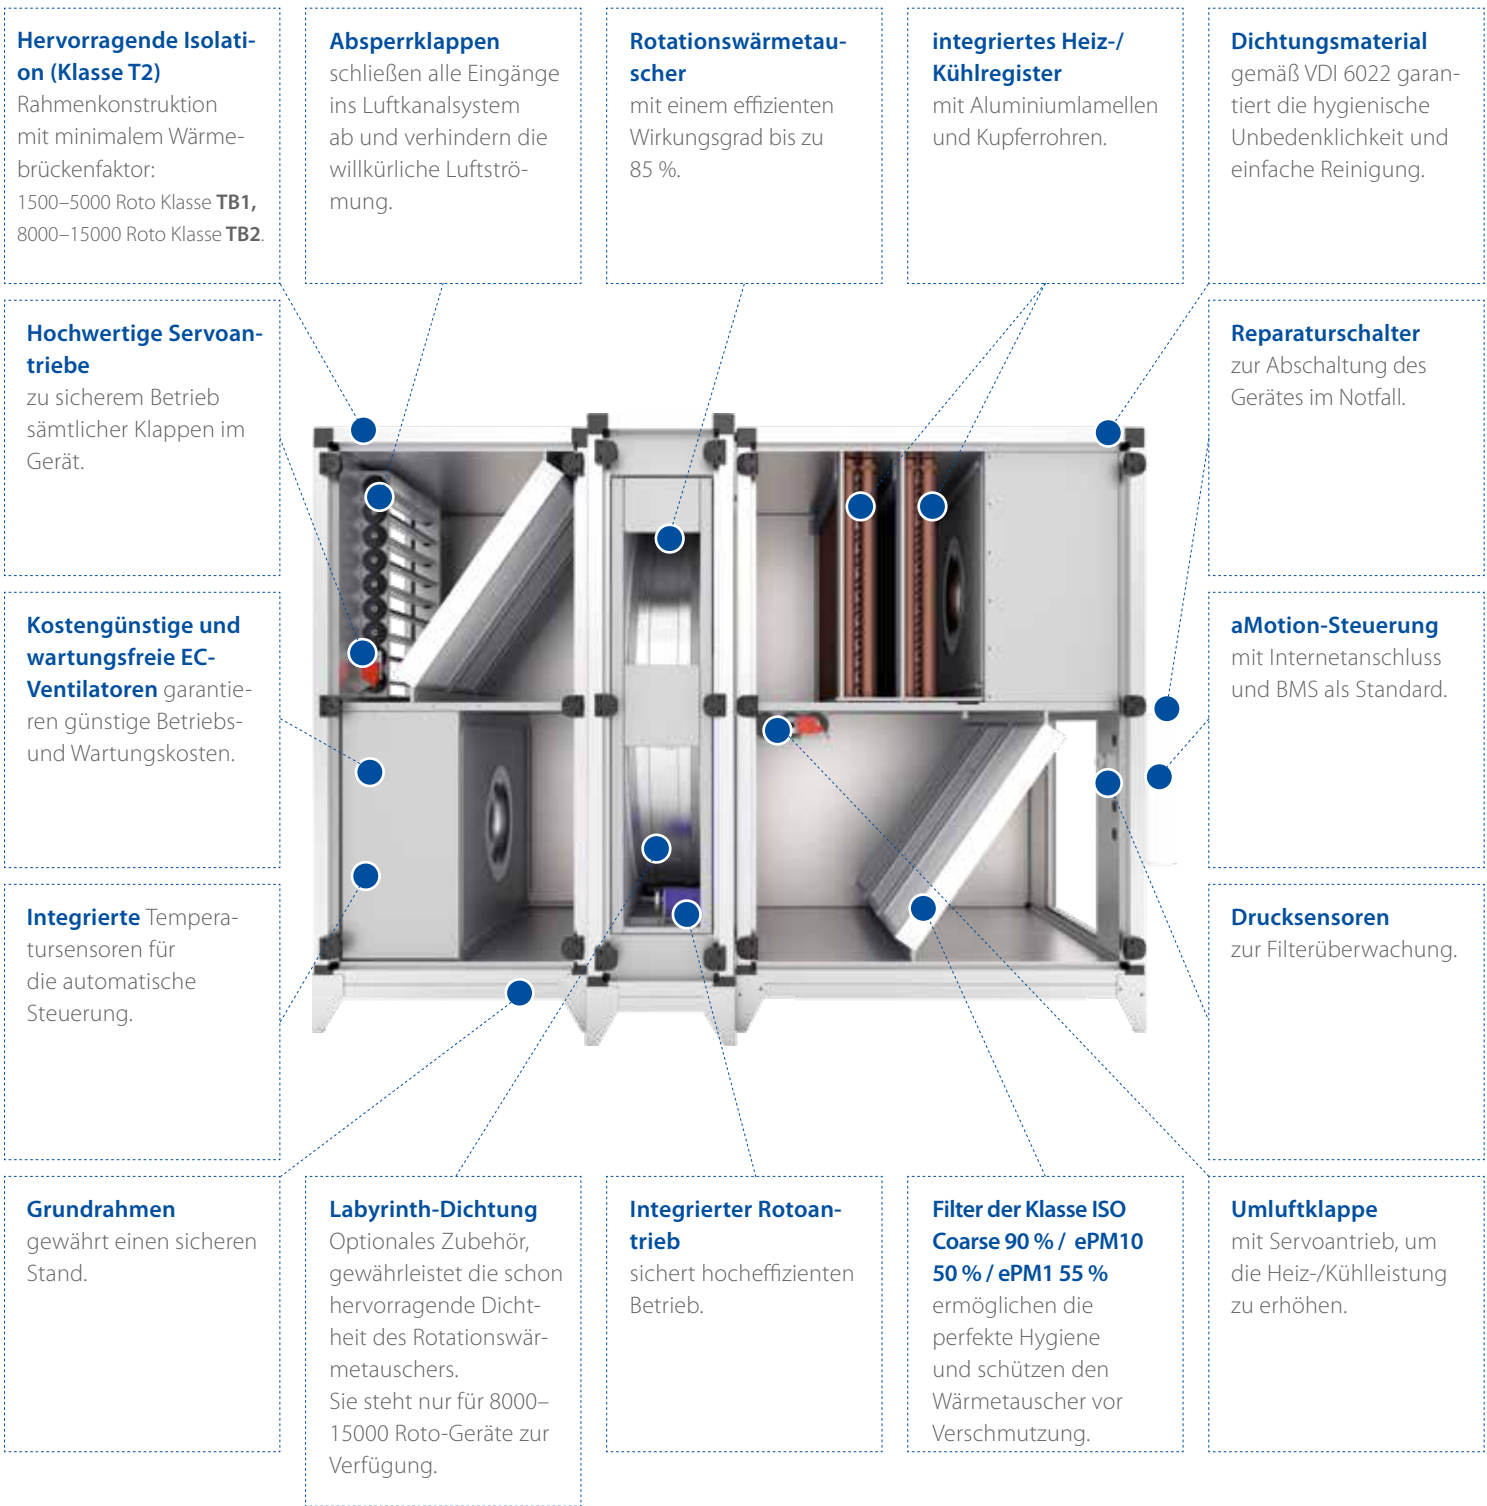 Hervorragende Isolati-
on (Klasse T2)
Rahmenkonstruktion
mit minimalem Wärme-
brückenfaktor:
1500–5000 Roto Klasse TB1,
8000–15000 Roto Klasse TB2.
Absperrklappen
schließen alle Eingänge
ins Luftkanalsystem
ab und verhindern die
willkürliche Luftströ-
mung.
Rotationswärmetau-
scher
mit einem effizienten
Wirkungsgrad bis zu
85 %.
integriertes Heiz-/
Kühlregister
mit Aluminiumlamellen
und Kupferrohren.
Dichtungsmaterial
gemäß VDI 6022 garan-
tiert die hygienische
Unbedenklichkeit und
einfache Reinigung.
Hochwertige Servoan-
triebe
zu sicherem Betrieb
sämtlicher Klappen im
Gerät.
Reparaturschalter
zur Abschaltung des
Gerätes im Notfall.
Kostengünstige und
wartungsfreie EC-
Ventilatoren garantie-
ren günstige Betriebs-
und Wartungskosten.
aMotion-Steuerung
mit Internetanschluss
und BMS als Standard.
Integrierte Tempera-
tursensoren für
die automatische
Steuerung.
Drucksensoren
zur Filterüberwachung.
Grundrahmen
gewährt einen sicheren
Stand.
Labyrinth-Dichtung
Optionales Zubehör,
gewährleistet die schon
hervorragende Dicht-
heit des Rotationswär-
metauschers.
Sie steht nur für 8000–
15000 Roto-Geräte zur
Verfügung.
Integrierter Rotoan-
trieb
sichert hocheffizienten
Betrieb.
Filter der Klasse ISO
Coarse 90 % / ePM10
50 % / ePM1 55 %
ermöglichen die
perfekte Hygiene
und schützen den
Wärmetauscher vor
Verschmutzung.
Umluftklappe
mit Servoantrieb, um
die Heiz-/Kühlleistung
zu erhöhen.